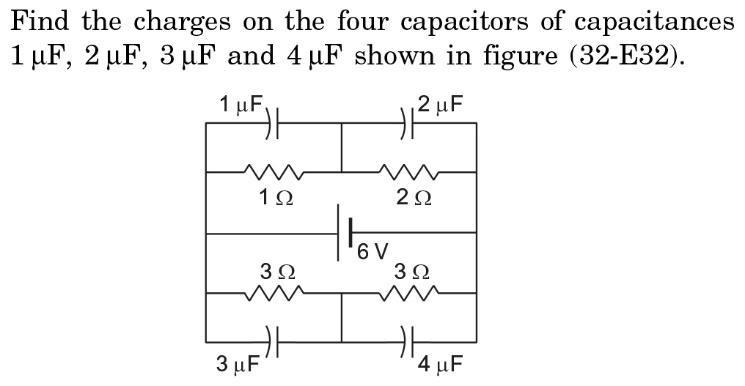 Find the charges on the four capacitors of capacitances
1 μF, 2 μF, 3 μF and 4 μF shown in figure (32-E32).
1 μF 2 μF
1 Ω 2 Ω
6 V
3 Ω 3 Ω
3 μF 4 μF